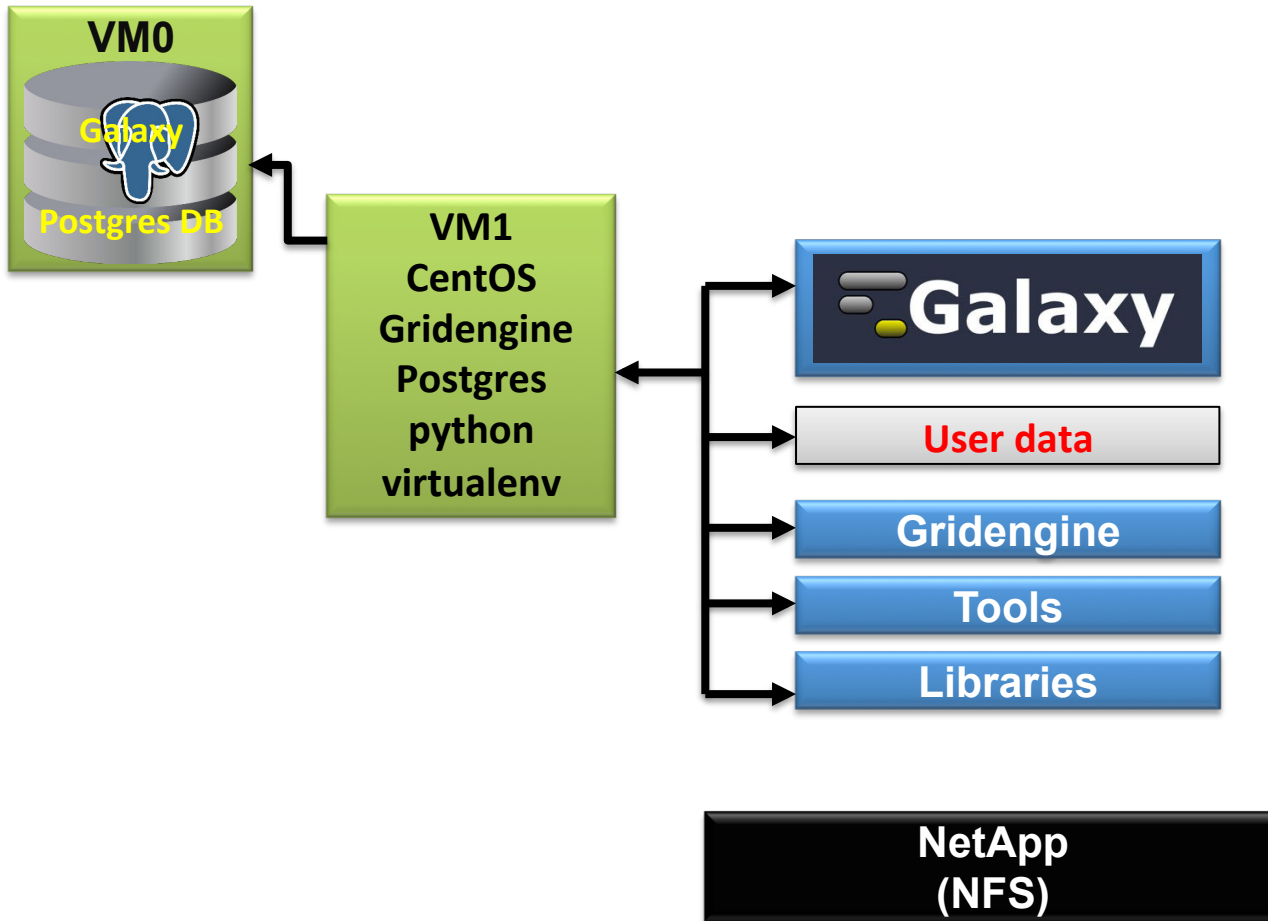 VM0
Galaxy
Postgres DB
VM1
CentOS
Gridengine
Postgres
python
virtualenv
Galaxy
User data
Gridengine
Tools
Libraries
NetApp
(NFS)